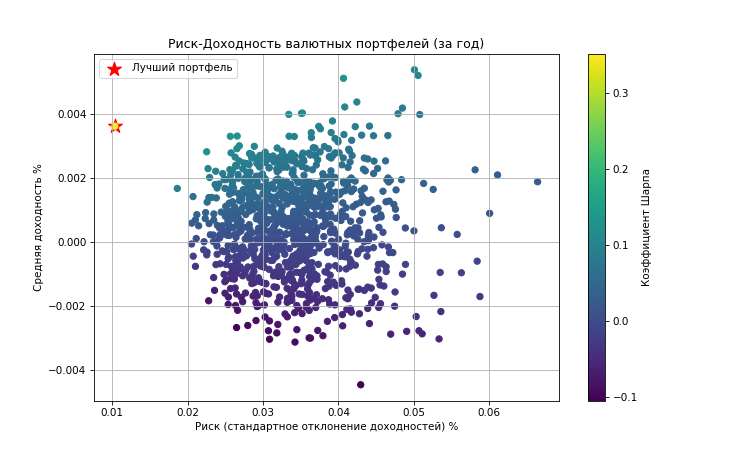 Риск-Доходность валютных портфелей (за год)
Лучший портфель
Средняя доходность %
0.004
0.002
0.000
−0.002
−0.004
0.01 0.02 0.03 0.04 0.05 0.06
Риск (стандартное отклонение доходностей) %
0.3
0.2
0.1
0.0
−0.1
Коэффициент Шарпа